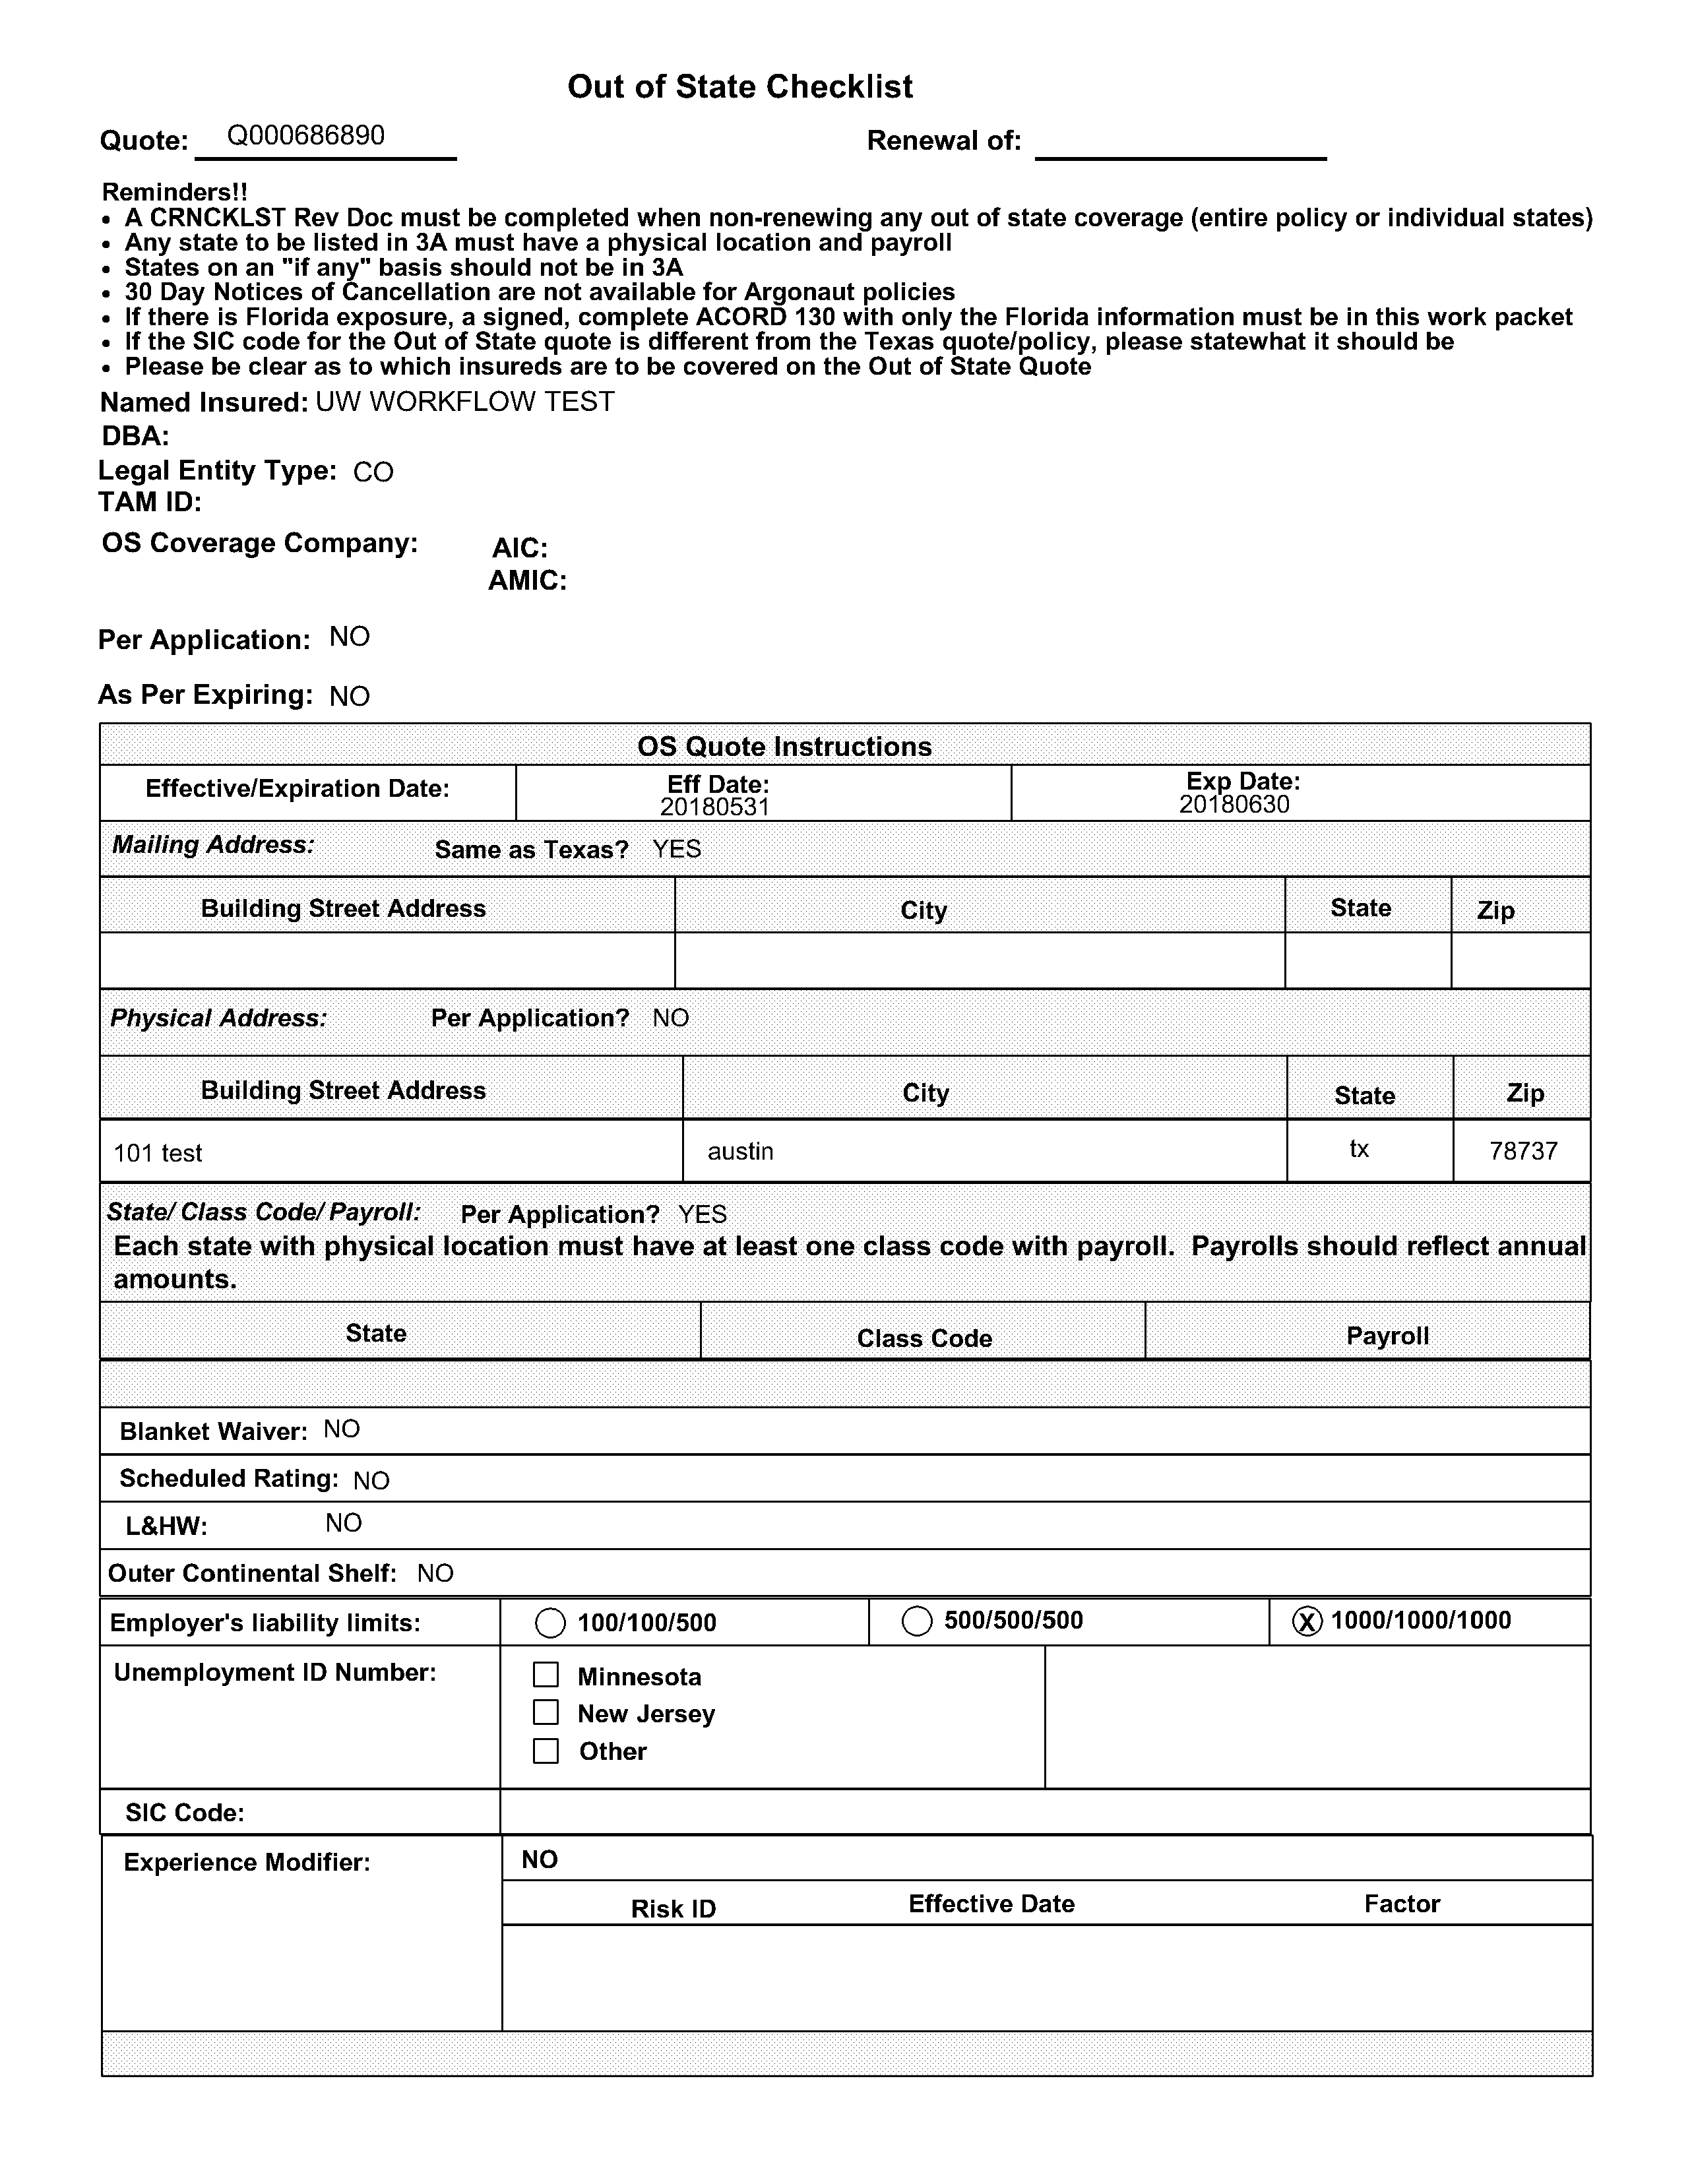 Out of State Checklist
Quote: Q000686890 Renewal of:
Reminders!!
• A CRNCKLST Rev Doc must be completed when non-renewing any out of state coverage (entire policy or individual states)
• Any state to be listed in 3A must have a physical location and payroll
• States on an "if any" basis should not be in 3A
• 30 Day Notices of Cancellation are not available for Argonaut policies
• If there is Florida exposure, a signed, complete ACORD 130 with only the Florida information must be in this work packet
• If the SIC code for the Out of State quote is different from the Texas quote/policy, please statewhat it should be
• Please be clear as to which insureds are to be covered on the Out of State Quote
Named Insured: UW WORKFLOW TEST
DBA:
Legal Entity Type: CO
TAM ID:
OS Coverage Company: AIC:
AMIC:
Per Application: NO
As Per Expiring: NO
OS Quote Instructions
Effective/Expiration Date: Eff Date: Exp Date:
20180531 20180630
Mailing Address: Same as Texas? YES
Building Street Address City State Zip
Physical Address: Per Application? NO
Building Street Address City State Zip
101 test austin tx 78737
State/ Class Code/ Payroll: Per Application? YES
Each state with physical location must have at least one class code with payroll. Payrolls should reflect annual
amounts.
State Class Code Payroll
Blanket Waiver: NO
Scheduled Rating: NO
L&HW: NO
Outer Continental Shelf: NO
Employer's liability limits: 100/100/500 500/500/500 X 1000/1000/1000
Unemployment ID Number: Minnesota
New Jersey
Other
SIC Code:
Experience Modifier: NO
Risk ID Effective Date Factor